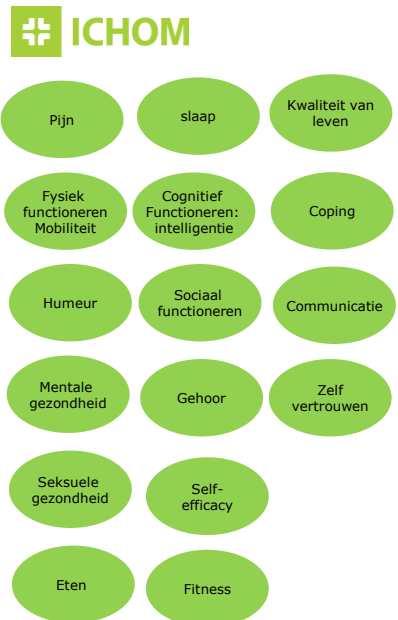 ICHOM
Pijn
slaap
Kwaliteit van
leven
Fysiek
functioneren
Mobiliteit
Cognitief
Functioneren:
intelligentie
Coping
Humeur
Sociaal
functioneren
Communicatie
Mentale
gezondheid
Gehoor
Zelf
vertrouwen
Seksuele
gezondheid
Self-
efficacy
Eten
Fitness